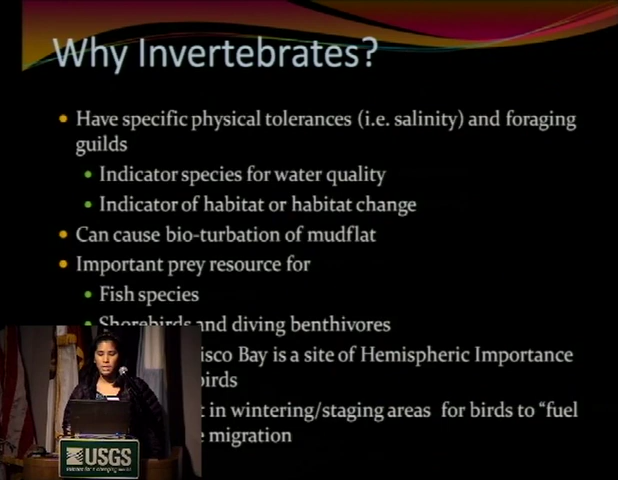 Why Invertebrates?
Have specific physical tolerances (i.e. salinity) and foraging
guilds
Indicator species for water quality
Indicator of habitat or habitat change
Can cause bio-turbation of mudflat
Important prey resource for
Fish species
Shorebirds and diving benthivores
isco Bay is a site of Hemispheric Importance
birds
t in wintering/staging areas for birds to “fuel
e migration
USGS